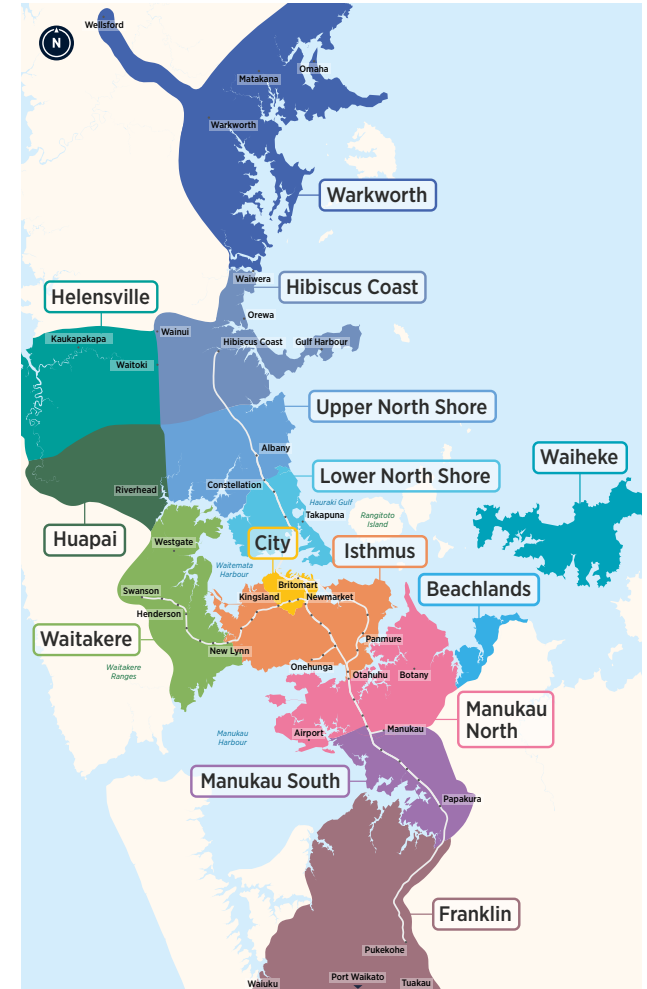 Wellsford
N
Omaha
Matakana
Warkworth
Warkworth
Waiwera
Hibiscus Coast
Helensville
Orewa
Wainui
Kaukapakapa
Hibiscus Coast
Gulf Harbour
Waitoki
Upper North Shore
Albany
Waiheke
Lower North Shore
Constellation
Riverhead
Hauraki Gulf
Takapuna
Rangitoto
Island
Huapai
Westgate
City
Isthmus
Waitemata
Harbour
Britomart
Beachlands
Swanson
Kingsland
Newmarket
Henderson
Waitakere
Panmure
New Lynn
Waitakere
Ranges
Onehunga
Otahuhu
Botany
Manukau
North
Manukau
Harbour
Airport
Manukau
Manukau South
Papakura
Franklin
Pukekohe
Port Waikato
Waiuku
Tuakau